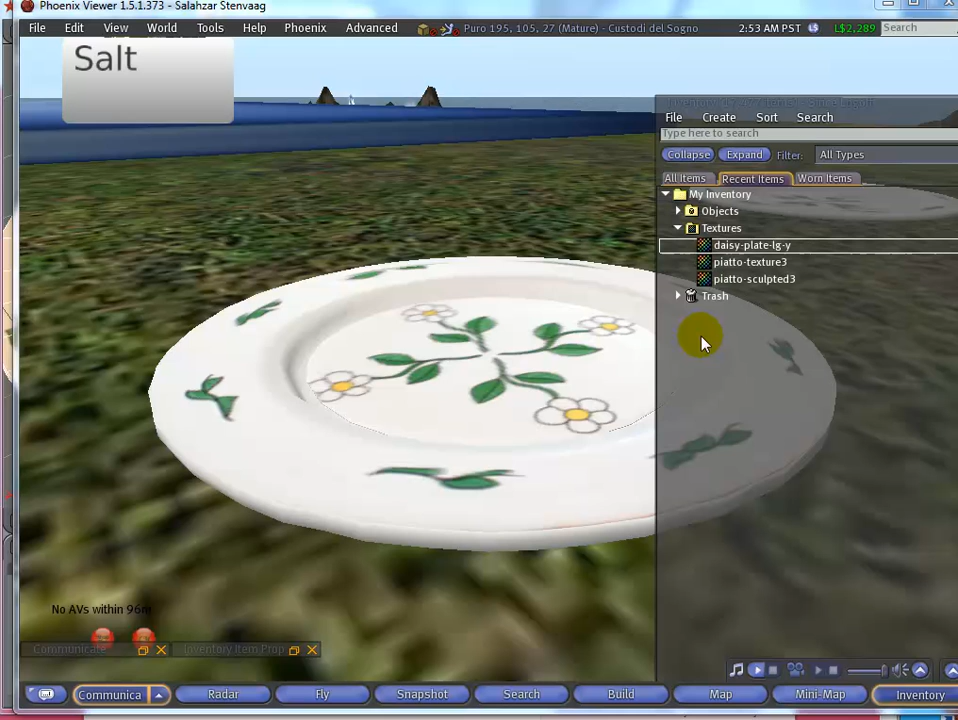 Phoenix Viewer 1.5.1.373 - Salahzar Stenvaag
File Edit View World Tools Help Phoenix Advanced Puro 195, 105, 27 (Mature) - Custodi del Sogno 2:53 AM PST L$2,289 Search
Salt
File Create Sort Search
Type here to search
Collapse Expand Filter: All Types
All Items Recent Items Worn Items
My Inventory
Objects
Textures
daisy-plate-lg-y
piatto-texture3
piatto-sculpted3
Trash
No AVs within 96m
Communicate Inventory Item Prop
Communica Radar Fly Snapshot Search Build Map Mini-Map Inventory